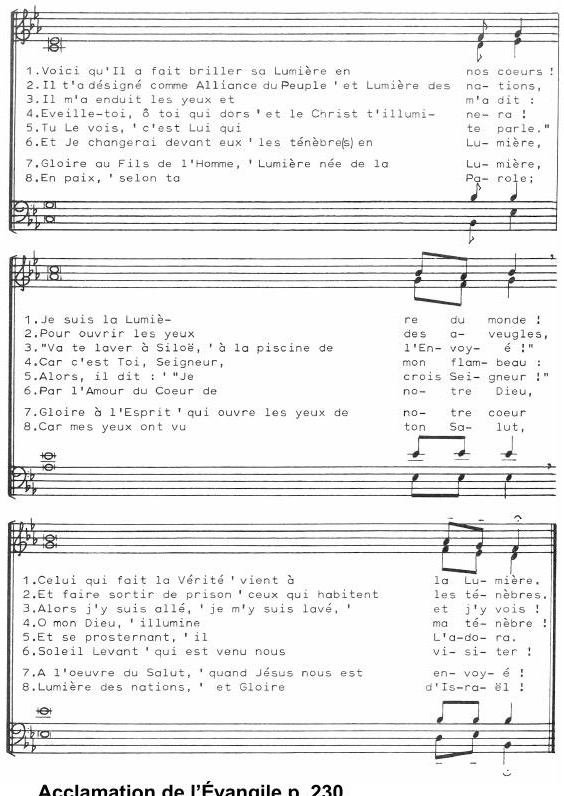 1.Voici qu'Il a fait briller sa Lumière en nos coeurs !
2.Il t'a désigné comme Alliance du Peuple ' et Lumière des na- tions,
3.Il m'a enduit les yeux et m'a dit :
4.Eveille-toi, ô toi qui dors ' et le Christ t'illumi- ne- ra !
5.Tu Le vois, ' c'est Lui qui te parle."
6.Et Je changerai devant eux ' les ténèbre(s) en Lu- mière,
7.Gloire au Fils de l'Homme, ' Lumière née de la Lu- mière,
8.En paix, ' selon ta Pa- role;
1.Je suis la Lumiè- re du monde !
2.Pour ouvrir les yeux des a- veugles,
3."Va te laver à Siloë, ' à la piscine de l'En- voy- é !"
4.Car c'est Toi, Seigneur, mon flam- beau :
5.Alors, il dit : ' "Je crois Sei- gneur !"
6.Par l'Amour du Coeur de no- tre Dieu,
7.Gloire à l'Esprit ' qui ouvre les yeux de no- tre coeur
8.Car mes yeux ont vu ton Sa- lut,
1.Celui qui fait la Vérité ' vient à la Lu- mière.
2.Et faire sortir de prison ' ceux qui habitent les té- nèbres.
3.Alors j'y suis allé, ' je m'y suis lavé, ' et j'y vois !
4.O mon Dieu, ' illumine ma té- nèbre !
5.Et se prosternant, ' il L'a-do- ra.
6.Soleil Levant ' qui est venu nous vi- si- ter !
7.A l'oeuvre du Salut, ' quand Jésus nous est en- voy- é !
8.Lumière des nations, ' et Gloire d'Is-ra- ël !
Acclamation de l'Évangile p. 230